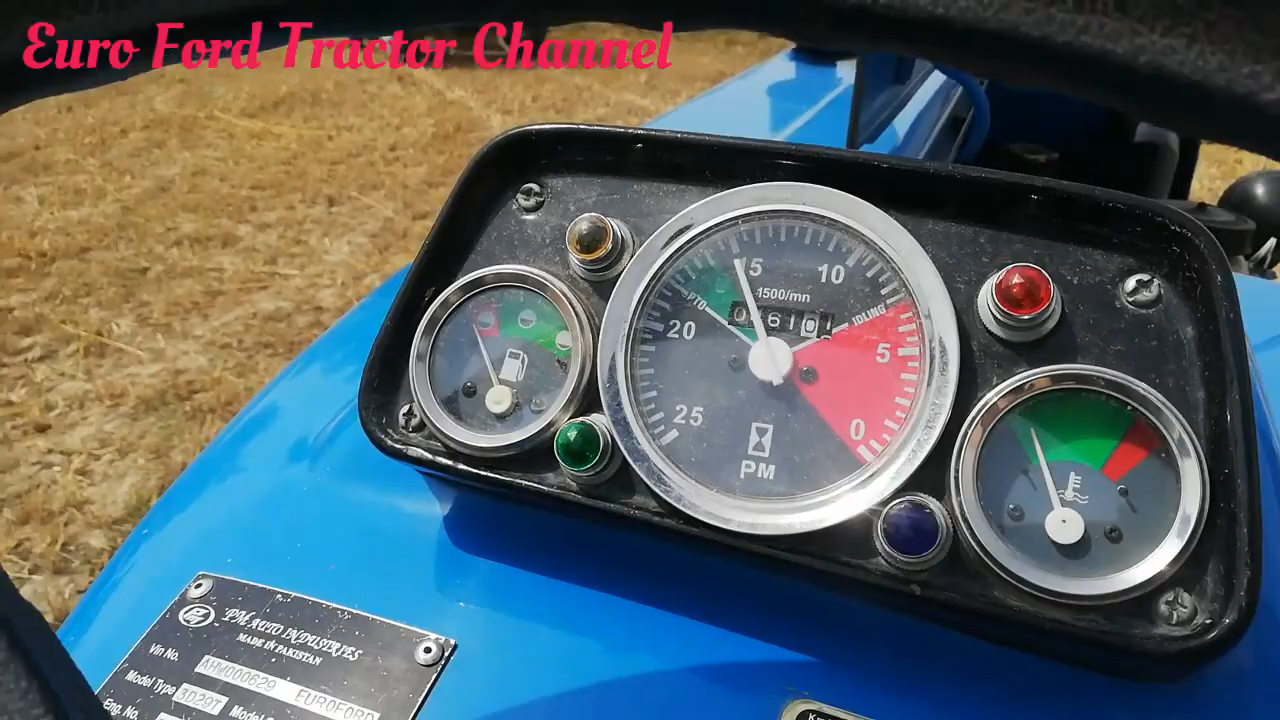 Euro Ford Tractor Channel
15
10
1500/mn
PTO
IDLING
20
5
25
0
PM
PM AUTO INDUSTRIES
MADE IN PAKISTAN
Vin No. AHW000629 EUROFORD
Model Type 3D29T
Eng. No.